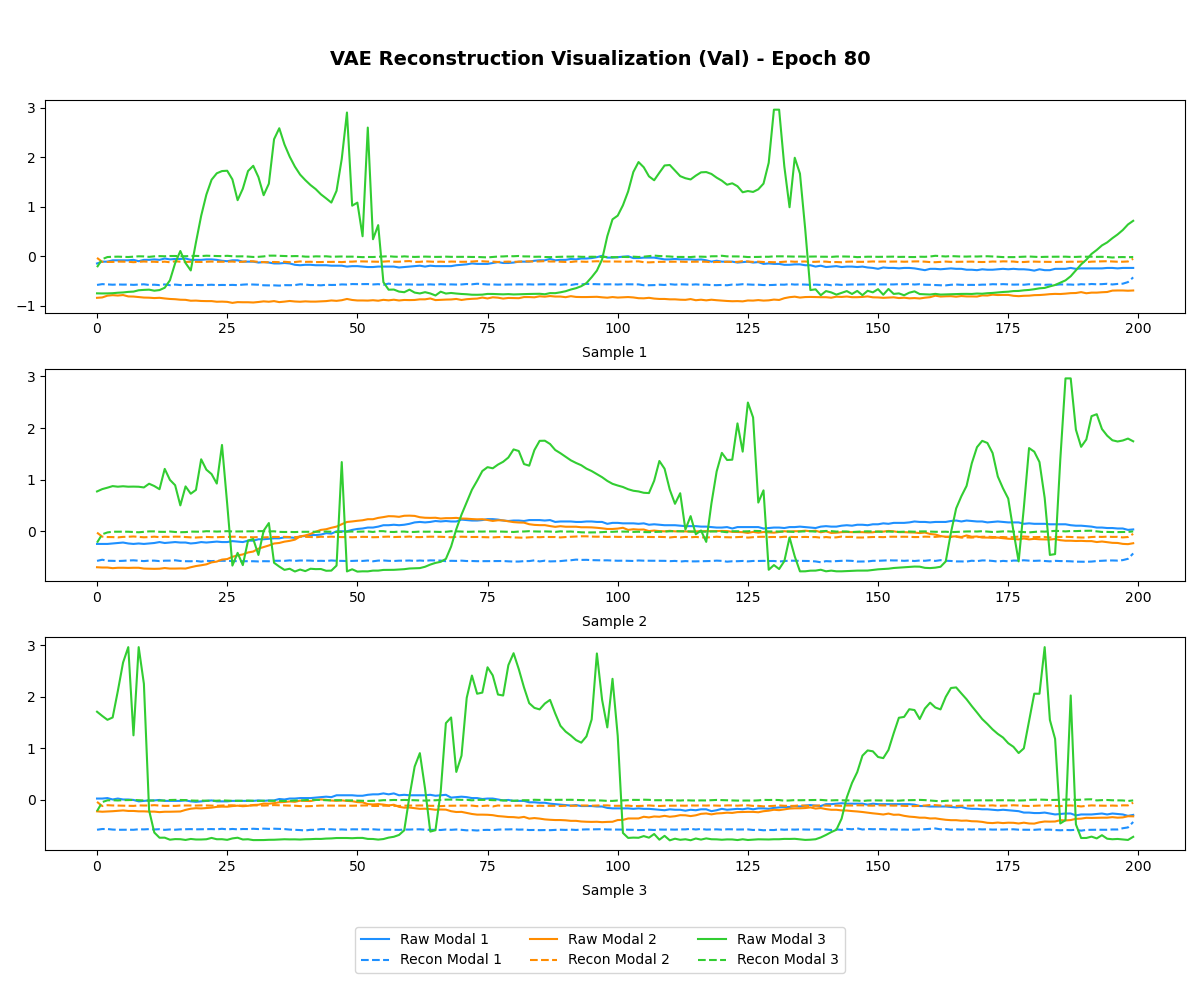 VAE Reconstruction Visualization (Val) - Epoch 80
3
2
1
0
−1
0 25 50 75 100 125 150 175 200
Sample 1
3
2
1
0
0 25 50 75 100 125 150 175 200
Sample 2
3
2
1
0
0 25 50 75 100 125 150 175 200
Sample 3
Raw Modal 1 Raw Modal 2 Raw Modal 3
Recon Modal 1 Recon Modal 2 Recon Modal 3